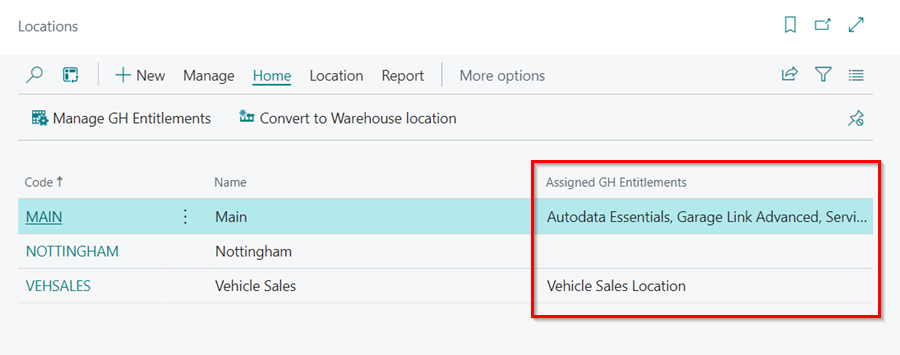 Locations
New Manage Home Location Report More options
Manage GH Entitlements Convert to Warehouse location
Code ↑ Name Assigned GH Entitlements
MAIN Main Autodata Essentials, Garage Link Advanced, Servi...
NOTTINGHAM Nottingham
VEHSALES Vehicle Sales Vehicle Sales Location